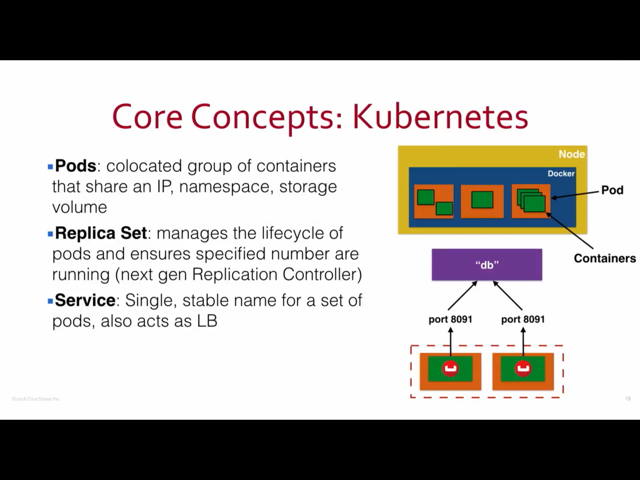 Core Concepts: Kubernetes
▪Pods: colocated group of containers
that share an IP, namespace, storage
volume
▪Replica Set: manages the lifecycle of
pods and ensures specified number are
running (next gen Replication Controller)
▪Service: Single, stable name for a set of
pods, also acts as LB
Node
Docker
Pod
Containers
“db”
port 8091 port 8091